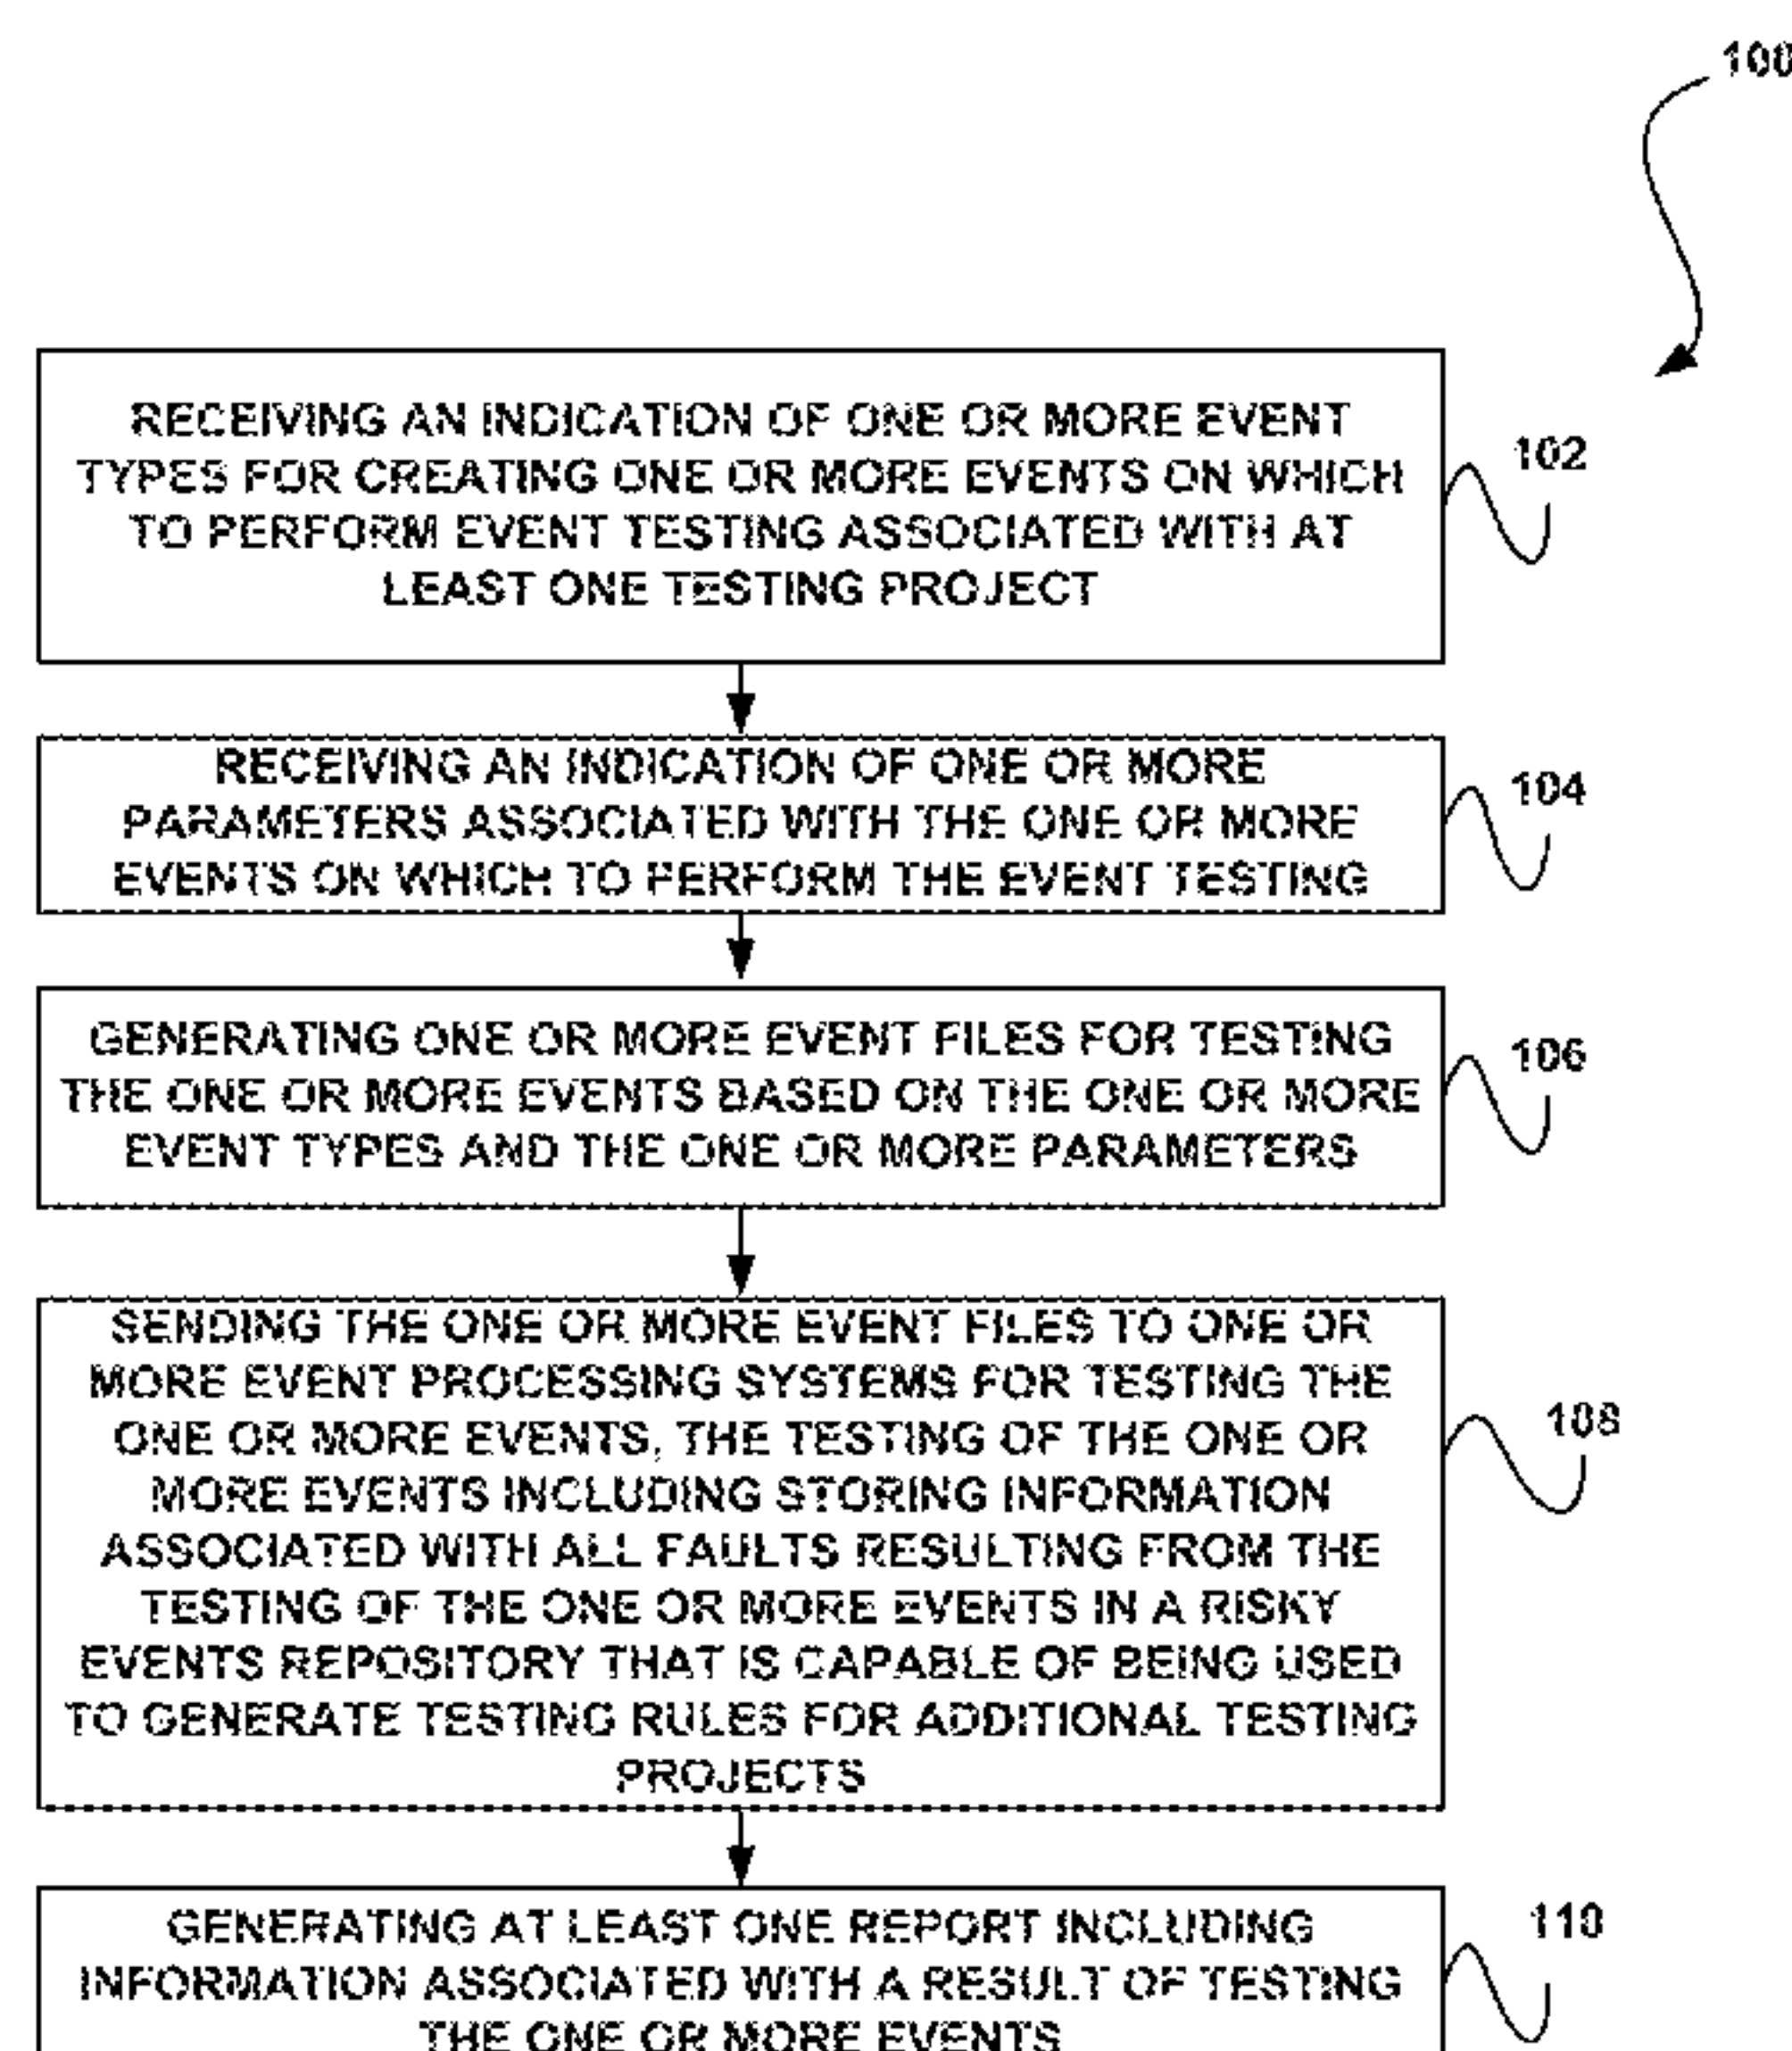 100
RECEIVING AN INDICATION OF ONE OR MORE EVENT
TYPES FOR CREATING ONE OR MORE EVENTS ON WHICH
TO PERFORM EVENT TESTING ASSOCIATED WITH AT
LEAST ONE TESTING PROJECT
102
RECEIVING AN INDICATION OF ONE OR MORE
PARAMETERS ASSOCIATED WITH THE ONE OR MORE
EVENTS ON WHICH TO PERFORM THE EVENT TESTING
104
GENERATING ONE OR MORE EVENT FILES FOR TESTING
THE ONE OR MORE EVENTS BASED ON THE ONE OR MORE
EVENT TYPES AND THE ONE OR MORE PARAMETERS
106
SENDING THE ONE OR MORE EVENT FILES TO ONE OR
MORE EVENT PROCESSING SYSTEMS FOR TESTING THE
ONE OR MORE EVENTS, THE TESTING OF THE ONE OR
MORE EVENTS INCLUDING STORING INFORMATION
ASSOCIATED WITH ALL FAULTS RESULTING FROM THE
TESTING OF THE ONE OR MORE EVENTS IN A RISKY
EVENTS REPOSITORY THAT IS CAPABLE OF BEING USED
TO GENERATE TESTING RULES FOR ADDITIONAL TESTING
PROJECTS
108
GENERATING AT LEAST ONE REPORT INCLUDING
INFORMATION ASSOCIATED WITH A RESULT OF TESTING
THE ONE OR MORE EVENTS
110